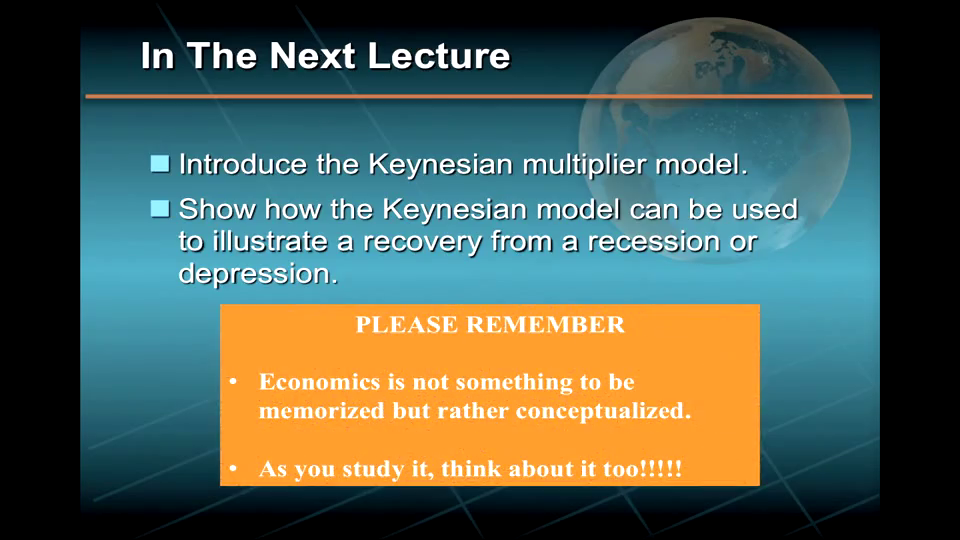 In The Next Lecture
Introduce the Keynesian multiplier model.
Show how the Keynesian model can be used
to illustrate a recovery from a recession or
depression.
PLEASE REMEMBER
• Economics is not something to be
memorized but rather conceptualized.
• As you study it, think about it too!!!!!